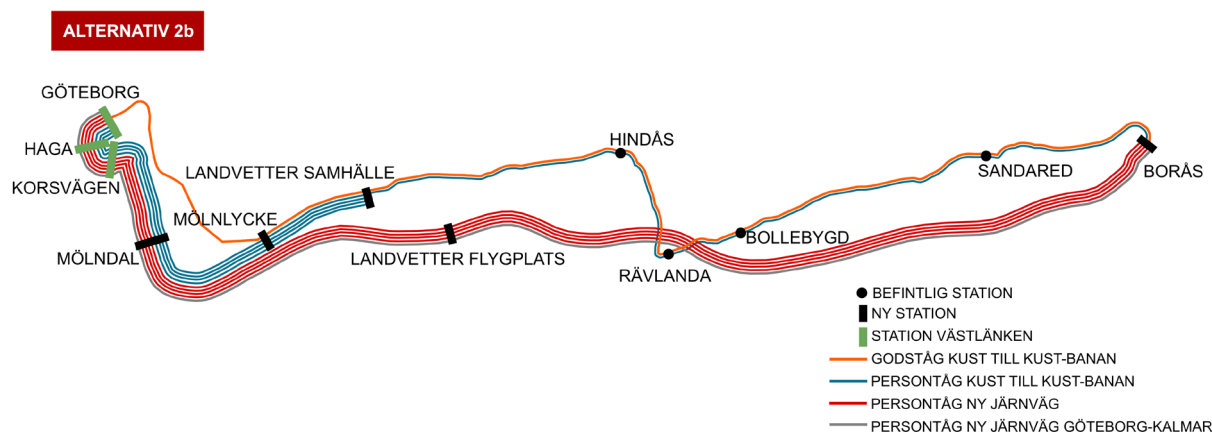 ALTERNATIV 2b
GÖTEBORG
HAGA
KORSVÄGEN
LANDVETTER SAMHÄLLE
HINDÅS
SANDARED
BORÅS
MÖLNLYCKE
MÖLNDAL
LANDVETTER FLYGPLATS
BOLLEBYGD
RÄVLANDA
BEFINTLIG STATION
NY STATION
STATION VÄSTLÄNKEN
GODSTÅG KUST TILL KUST-BANAN
PERSONTÅG KUST TILL KUST-BANAN
PERSONTÅG NY JÄRNVÄG
PERSONTÅG NY JÄRNVÄG GÖTEBORG-KALMAR